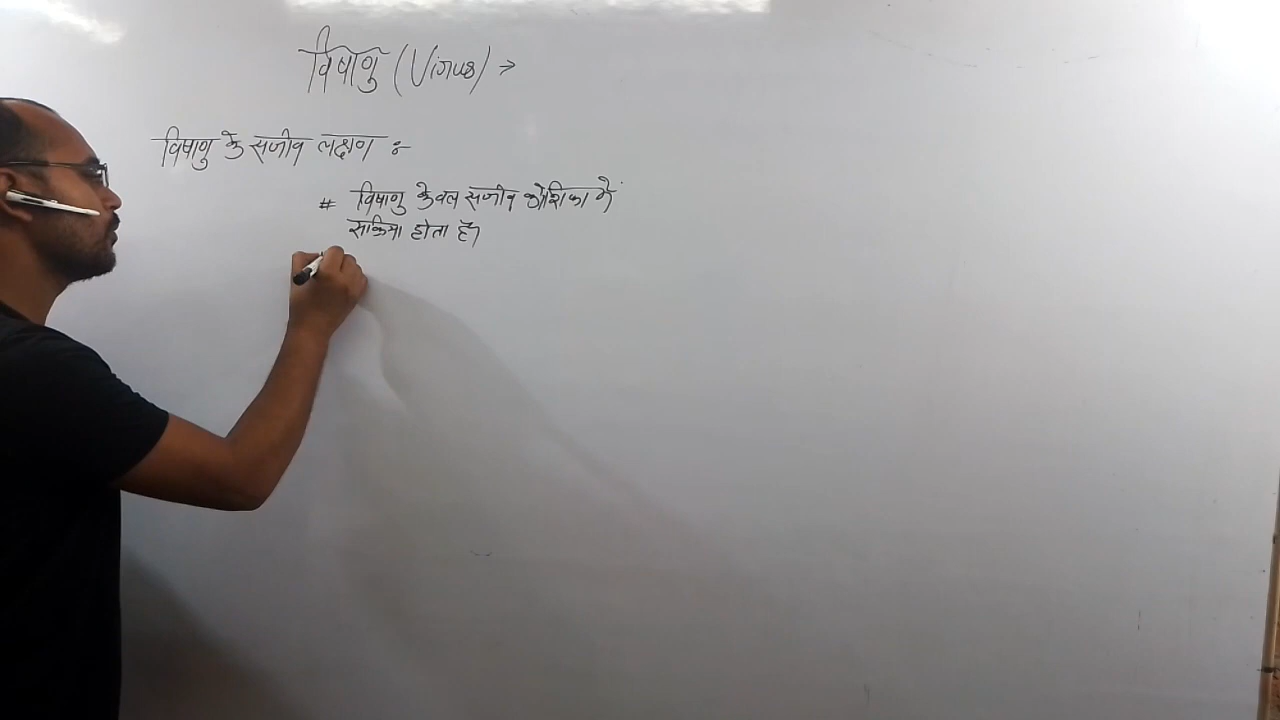 विषाणु (Virus) →
विषाणु के सजीव लक्षण :-
# विषाणु केवल सजीव कोशिका में
सक्रिय होता है।